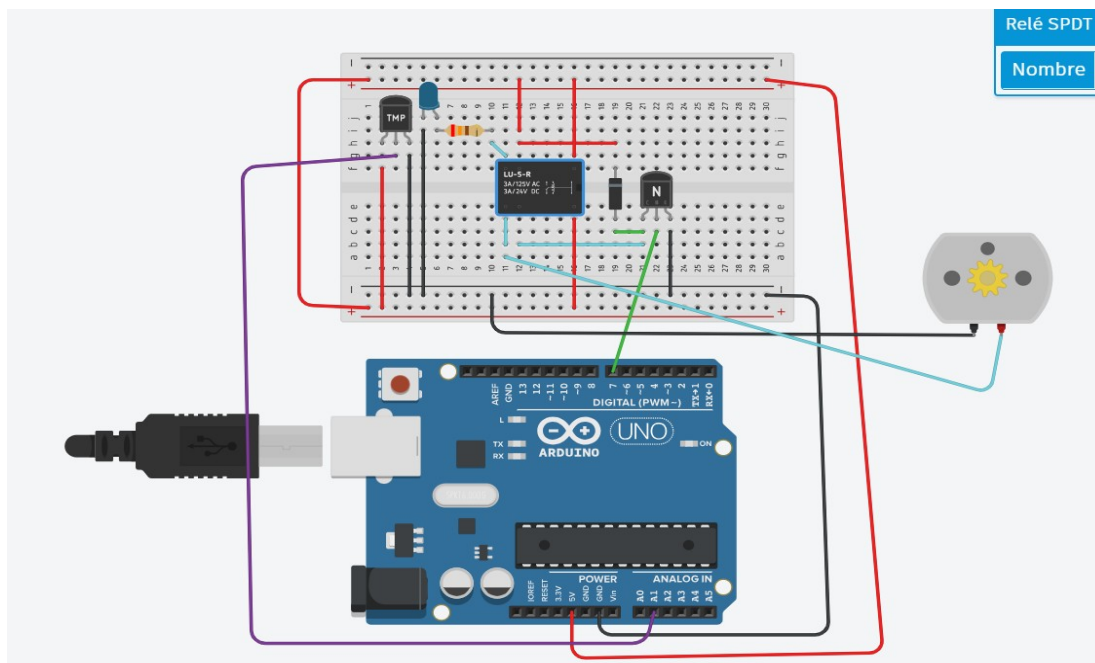 Relé SPDT
Nombre
TMP
LU-5-R
3A/125V AC
3A/24V DC
N
AREF
GND
13
12
~11
~10
~9
8
7
~6
~5
4
~3
2
TX→1
RX←0
DIGITAL (PWM~)
L
TX
RX
UNO
ARDUINO
ON
POWER
ANALOG IN
IOREF
RESET
3.3V
5V
GND
GND
Vin
A0
A1
A2
A3
A4
A5